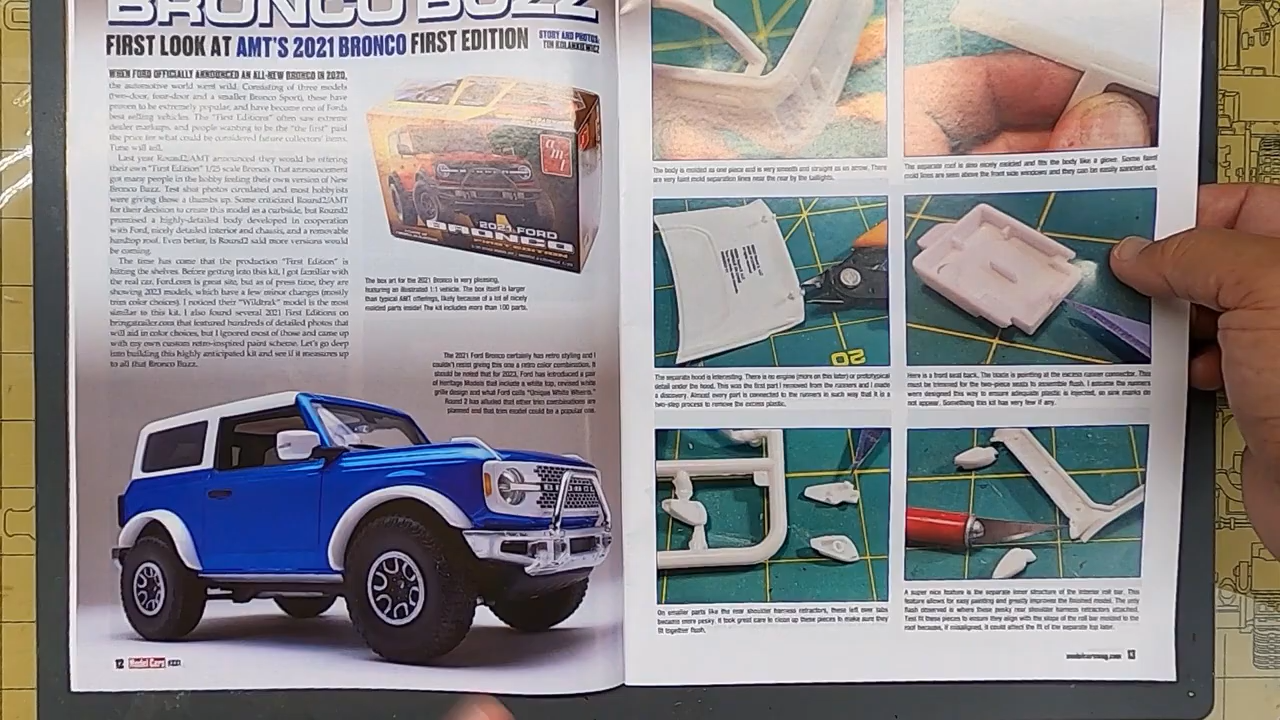 BRONCO BUZZ
FIRST LOOK AT AMT'S 2021 BRONCO FIRST EDITION
STORY AND PHOTOS:
TIM KOLANKIEWICZ
WHEN FORD OFFICIALLY ANNOUNCED AN ALL-NEW BRONCO IN 2020,
the automotive world went wild. Consisting of three models
(two-door, four-door and a smaller Bronco Sport), these have
proven to be extremely popular, and have become one of Fords
best selling vehicles. The "First Editions" often saw extreme
dealer markups, and people wanting to be "the first" paid
the price for what could be considered future collectors' items.
Time will tell.
Last year Round2/AMT announced they would be offering
their own "First Edition" 1/25 scale Bronco. That announcement
got many people in the hobby feeling their own version of New
Bronco Buzz. Test shot photos circulated and most hobbyists
were giving those a thumbs up. Some criticized Round2/AMT
for their decision to create this model as a curbside, but Round2
promised a highly-detailed body developed in cooperation
with Ford, nicely detailed interior and chassis, and a removable
hardtop roof. Even better, is Round2 said more versions would
be coming.
The time has come that the production "First Edition" is
hitting the shelves. Before getting into this kit, I got familiar with
the real car. Ford.com is great site, but as of press time, they are
showing 2023 models, which have a few minor changes (mostly
trim color choices). I noticed their "Wildtrak" model is the most
similar to this kit. I also found several 2021 First Editions on
bringatrailer.com that featured hundreds of detailed photos that
will aid in color choices, but I ignored most of those and came up
with my own custom retro-inspired paint scheme. Let's go deep
into building this highly anticipated kit and see if it measures up
to all that Bronco Buzz.
amt
2021 FORD
BRONCO
FIRST EDITION
The box art for the 2021 Bronco is very pleasing,
featuring an illustrated 1:1 vehicle. The box itself is larger
than typical AMT offerings, likely because of a lot of nicely
molded parts inside! The kit includes more than 100 parts.
The 2021 Ford Bronco certainly has retro styling and I
couldn't resist giving this one a retro color combination. It
should be noted that for 2023, Ford has introduced a pair
of Heritage Models that include a white top, revised white
grille design and what Ford calls "Unique White Wheels."
Round 2 has alluded that other trim combinations are
planned and that trim model could be a popular one.
BRONCO
12 Model Cars
The body is molded as one piece and is very smooth and straight as an arrow. There
are very faint mold separation lines near the rear by the taillights.
The separate roof is also nicely molded and fits the body like a glove. Some faint
mold lines are seen above the front side windows and they can be easily sanded out.
20
The separate hood is interesting. There is no engine (more on this later) or prototypical
detail under the hood. This was the first part I removed from the runners and I made
a discovery. Almost every part is connected to the runners in such way that it is a
two-step process to remove the excess plastic.
Here is a front seat back. The blade is pointing at the excess runner connector. This
must be trimmed for the two-piece seats to assemble flush. I assume the runners
were designed this way to ensure adequate plastic is injected, so sink marks do
not appear. Something this kit has very few if any.
On smaller parts like the rear shoulder harness retractors, these left over tabs
became more pesky. It took great care to clean up these pieces to make sure they
fit together flush.
A super nice feature is the separate inner structure of the interior roll bar. This
feature allows for easy painting and greatly improves the finished model. The only
flash observed is where these pesky rear shoulder harness retractors attached.
Test fit these pieces to ensure they align with the slope of the roll bar molded to the
roof because, if misaligned, it could affect the fit of the separate top later.
modelcarsmag.com 13